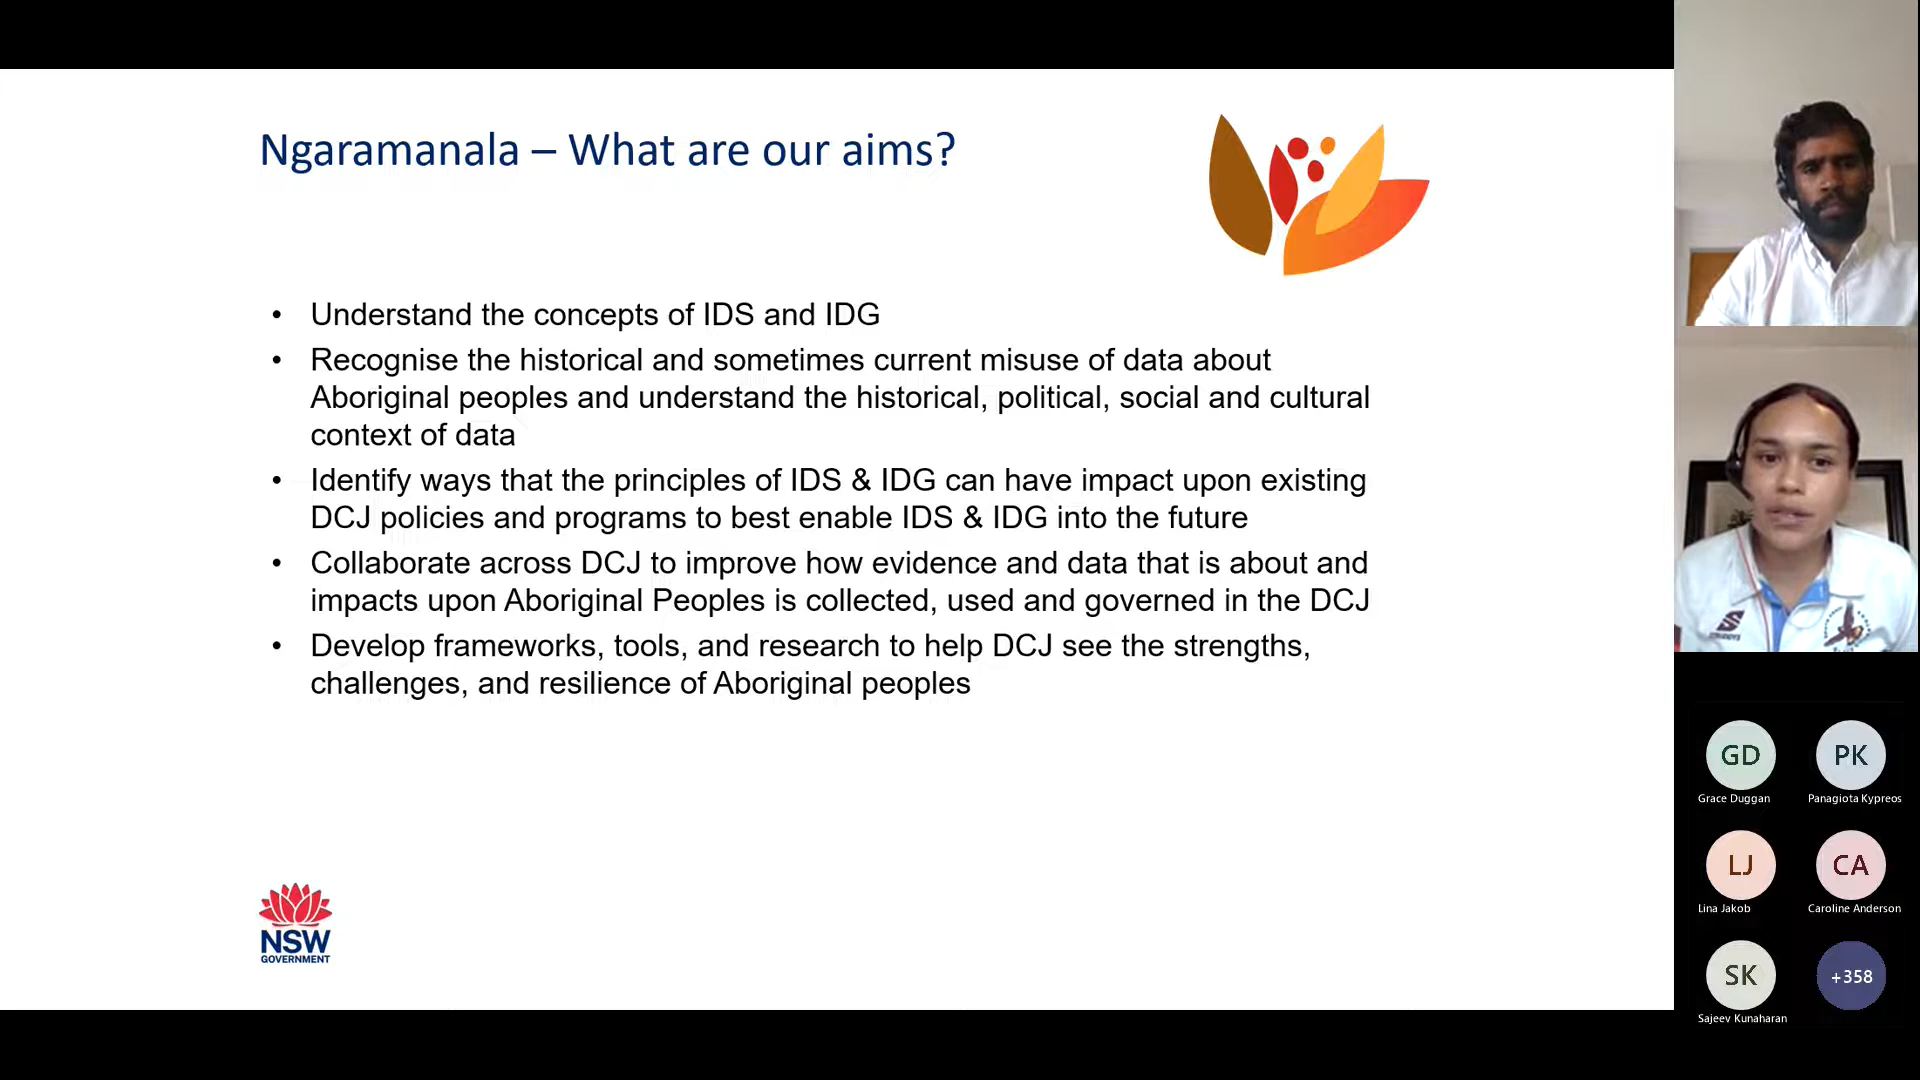 Ngaramanala – What are our aims?
• Understand the concepts of IDS and IDG
• Recognise the historical and sometimes current misuse of data about
Aboriginal peoples and understand the historical, political, social and cultural
context of data
• Identify ways that the principles of IDS & IDG can have impact upon existing
DCJ policies and programs to best enable IDS & IDG into the future
• Collaborate across DCJ to improve how evidence and data that is about and
impacts upon Aboriginal Peoples is collected, used and governed in the DCJ
• Develop frameworks, tools, and research to help DCJ see the strengths,
challenges, and resilience of Aboriginal peoples
NSW
GOVERNMENT
GD
Grace Duggan
PK
Panagiota Kypreos
LJ
Lina Jakob
CA
Caroline Anderson
SK
Sajeev Kunaharan
+358